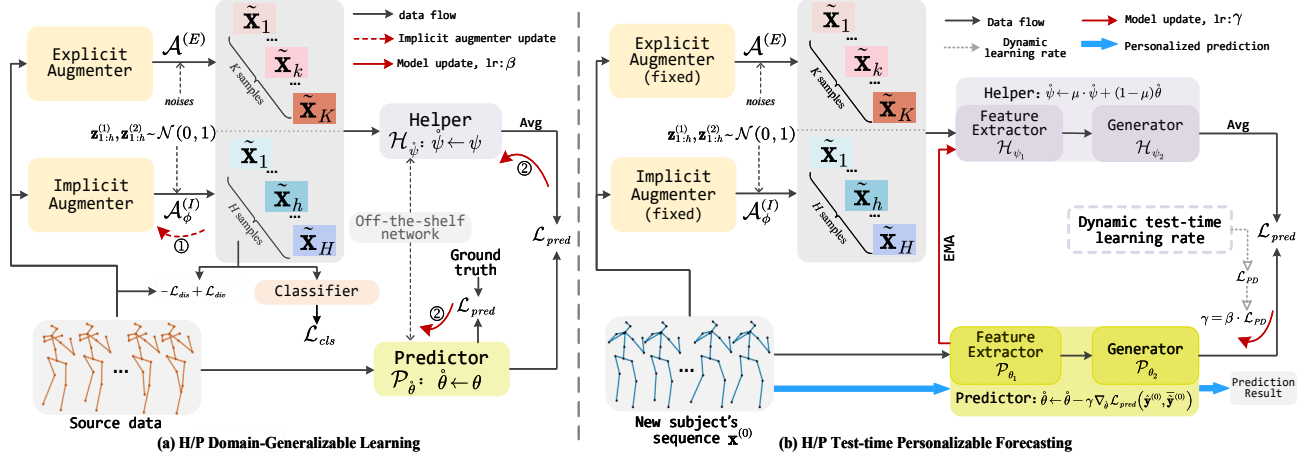 Explicit
Augmenter
𝒜^(E)
noises
z^(1)_{1:h}, z^(2)_{1:h} ~ 𝒩(0, 1)
Implicit
Augmenter
𝒜_ϕ^(I)
①
x̃_1
...
x̃_k
...
x̃_K
K samples
x̃_1
...
x̃_h
...
x̃_H
H samples
data flow
Implicit augmenter update
Model update, lr: β
Helper
ℋ_ψ̊: ψ̊ ← ψ
Avg
②
Off-the-shelf
network
ℒ_pred
Ground
truth
ℒ_pred
②
-ℒ_dis + ℒ_div
Classifier
ℒ_cls
...
Source data
Predictor
𝒫_θ̊: θ̊ ← θ
(a) H/P Domain-Generalizable Learning
Explicit
Augmenter
(fixed)
𝒜^(E)
noises
z^(1)_{1:h}, z^(2)_{1:h} ~ 𝒩(0, 1)
Implicit
Augmenter
(fixed)
𝒜_ϕ^(I)
x̃_1
...
x̃_k
...
x̃_K
K samples
x̃_1
...
x̃_h
...
x̃_H
H samples
Data flow
Model update, lr: γ
Dynamic
learning rate
Personalized prediction
Helper: ψ̊ ← μ · ψ̊ + (1-μ)θ̊
Feature
Extractor
ℋ_ψ1
Generator
ℋ_ψ2
Avg
EMA
Dynamic test-time
learning rate
ℒ_pred
ℒ_PD
γ = β · ℒ_PD
...
New subject's
sequence x^(0)
Feature
Extractor
𝒫_θ1
Generator
𝒫_θ2
Predictor: θ̊ ← θ̊ - γ∇_θ̊ ℒ_pred(ŷ^(0), ỹ̄^(0))
Prediction
Result
(b) H/P Test-time Personalizable Forecasting